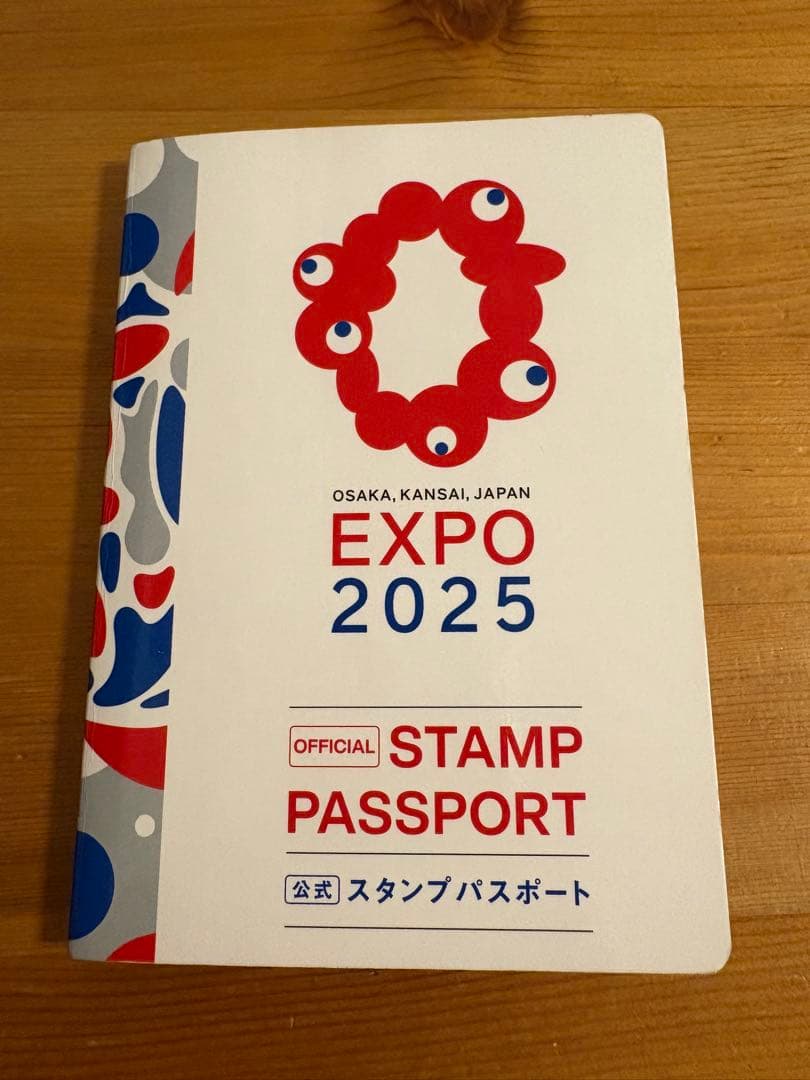 OSAKA, KANSAI, JAPAN
EXPO
2025
OFFICIAL STAMP
PASSPORT
公式 スタンプパスポート